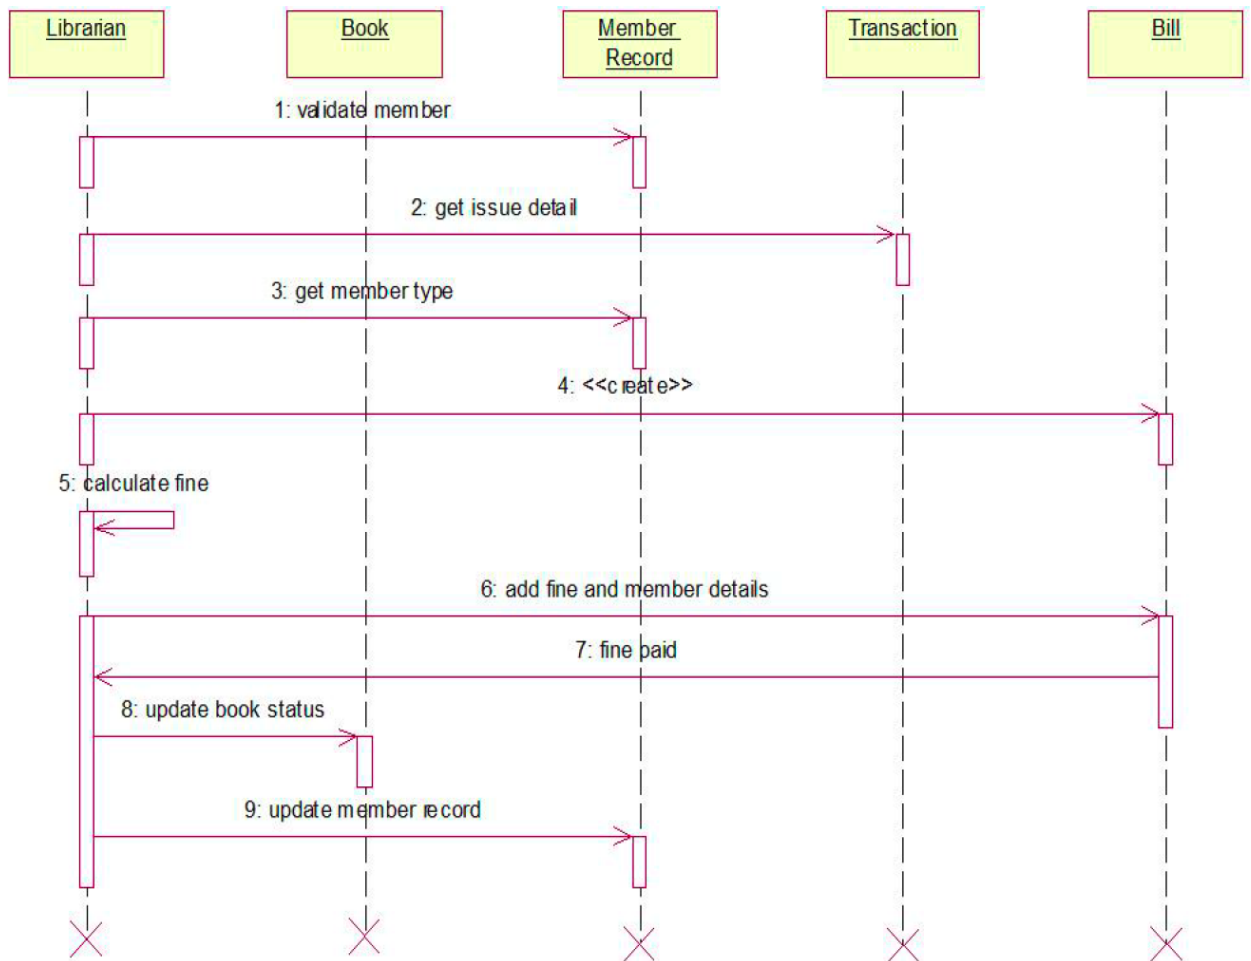 Librarian
Book
Member
Record
Transaction
Bill
1: validate member
2: get issue detail
3: get member type
4: <<create>>
5: calculate fine
6: add fine and member details
7: fine paid
8: update book status
9: update member record